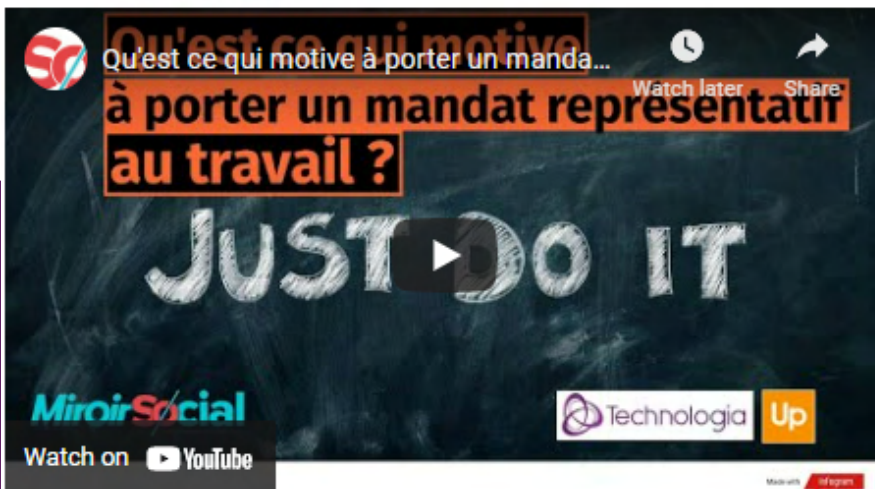 Qu'est ce qui motive
Qu'est ce qui motive à porter un manda...
Watch later
Share
à porter un mandat représentatif
au travail ?
JUST DO IT
MiroirSocial
Technologia
Up
Watch on YouTube
Made with infogram